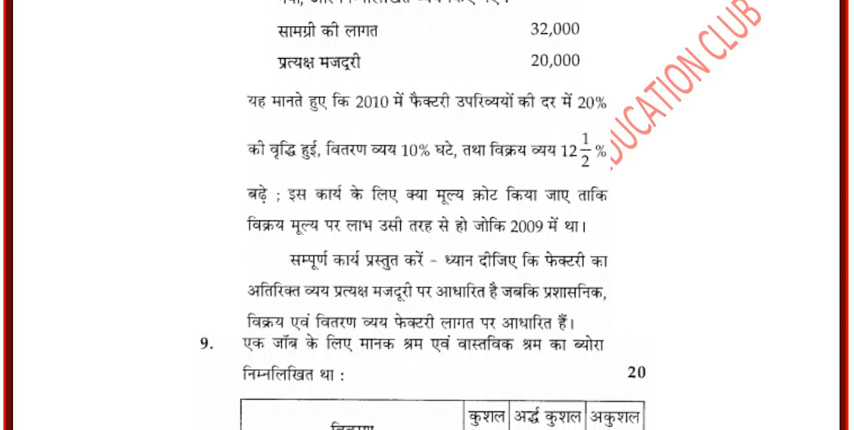 सामग्री की लागत 32,000
प्रत्यक्ष मजदूरी 20,000
यह मानते हुए कि 2010 में फैक्टरी उपरिव्ययों की दर में 20%
की वृद्धि हुई, वितरण व्यय 10% घटे, तथा विक्रय व्यय 12 1/2 %
बढ़े ; इस कार्य के लिए क्या मूल्य क़ोट किया जाए ताकि
विक्रय मूल्य पर लाभ उसी तरह से हो जोकि 2009 में था।
सम्पूर्ण कार्य प्रस्तुत करें - ध्यान दीजिए कि फेक्टरी का
अतिरिक्त व्यय प्रत्यक्ष मजदूरी पर आधारित है जबकि प्रशासनिक,
विक्रय एवं वितरण व्यय फेक्टरी लागत पर आधारित हैं।
9. एक जॉब के लिए मानक श्रम एवं वास्तविक श्रम का ब्योरा
निम्नलिखित था : 20
कुशल अर्द्ध कुशल अकुशल
DUCATION CLUB